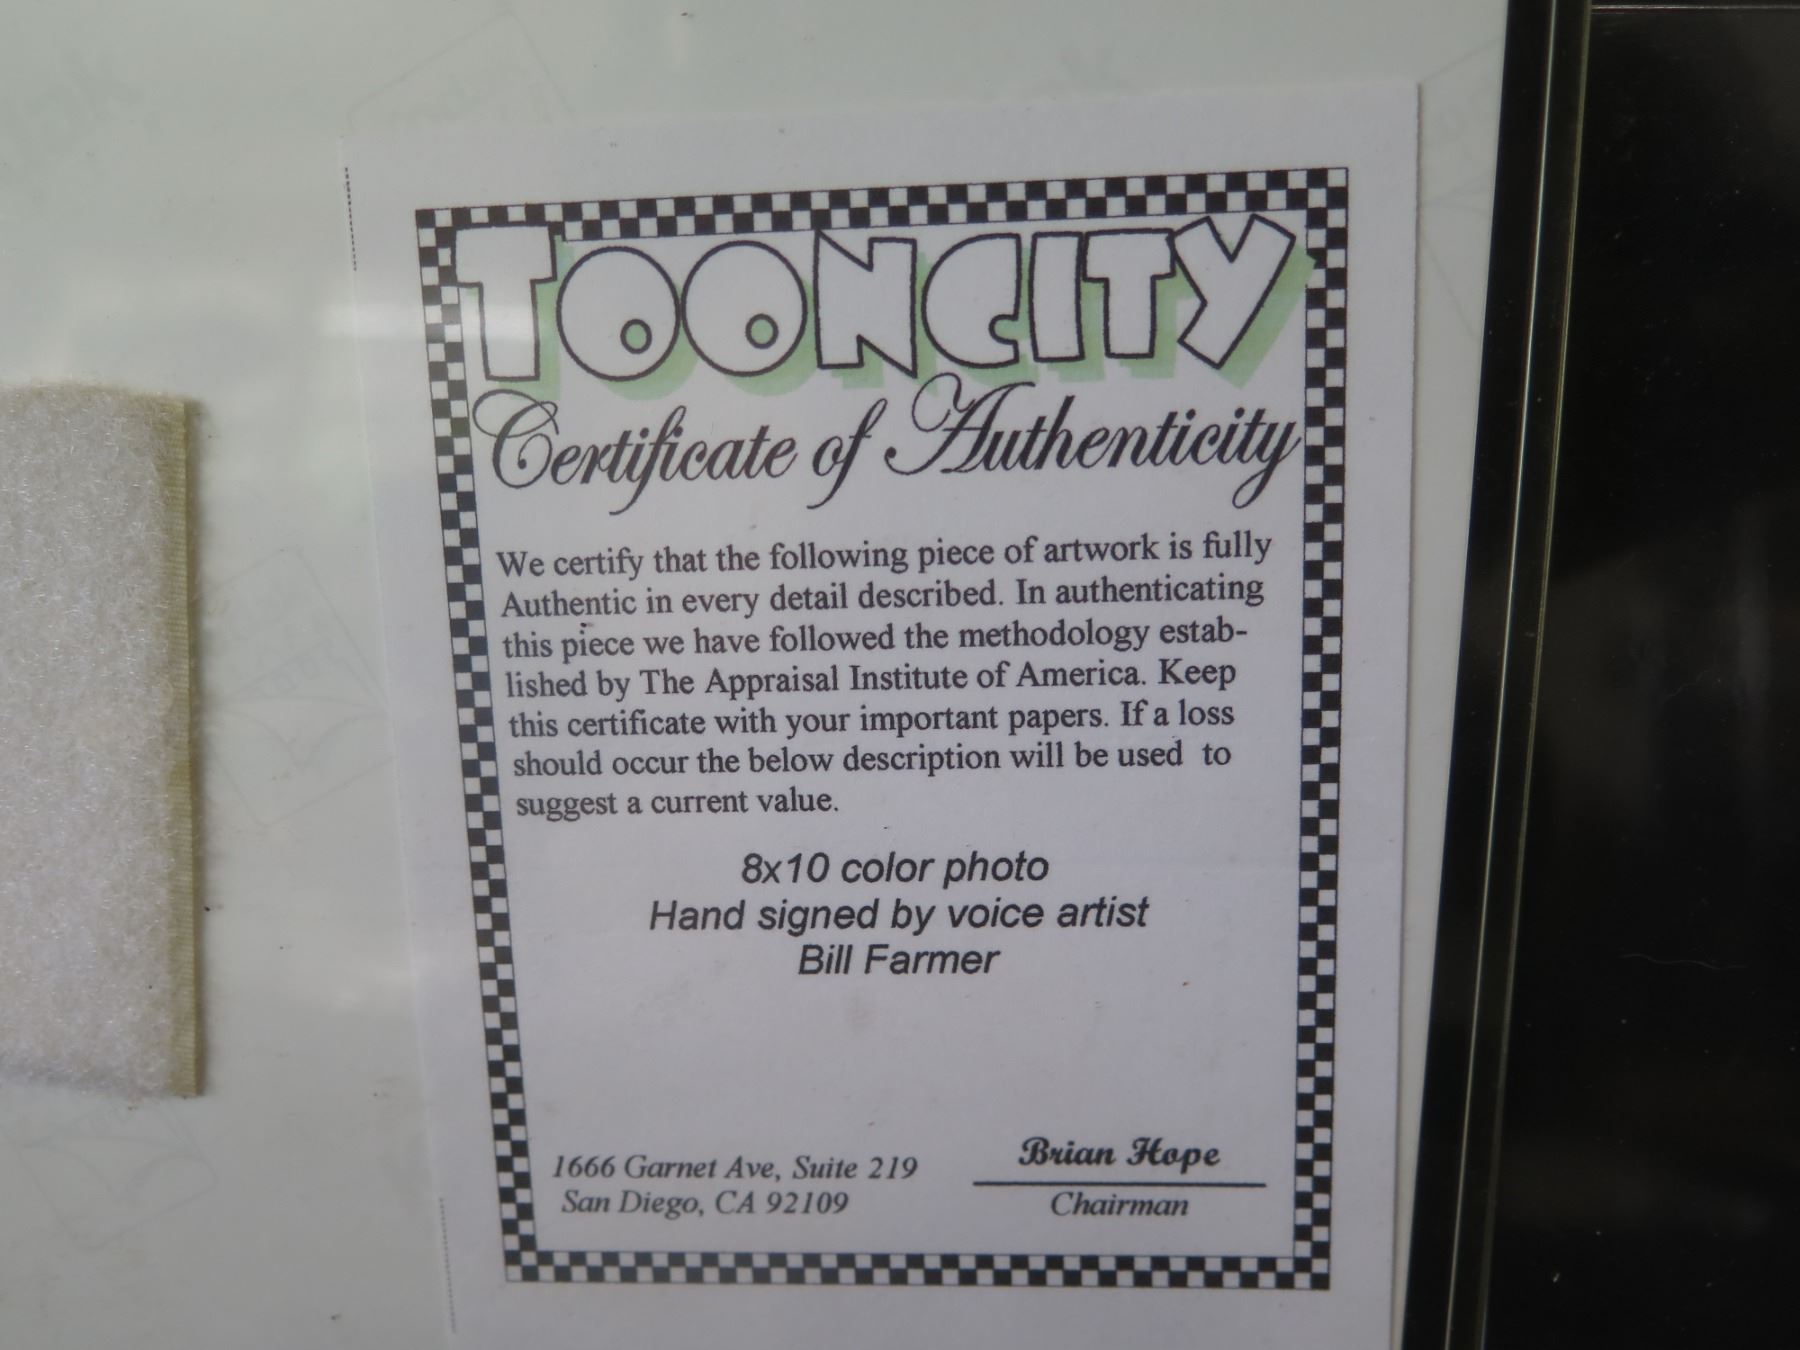 TOONCITY
Certificate of Authenticity
We certify that the following piece of artwork is fully
Authentic in every detail described. In authenticating
this piece we have followed the methodology estab-
lished by The Appraisal Institute of America. Keep
this certificate with your important papers. If a loss
should occur the below description will be used to
suggest a current value.
8x10 color photo
Hand signed by voice artist
Bill Farmer
1666 Garnet Ave, Suite 219
San Diego, CA 92109
Brian Hope
Chairman